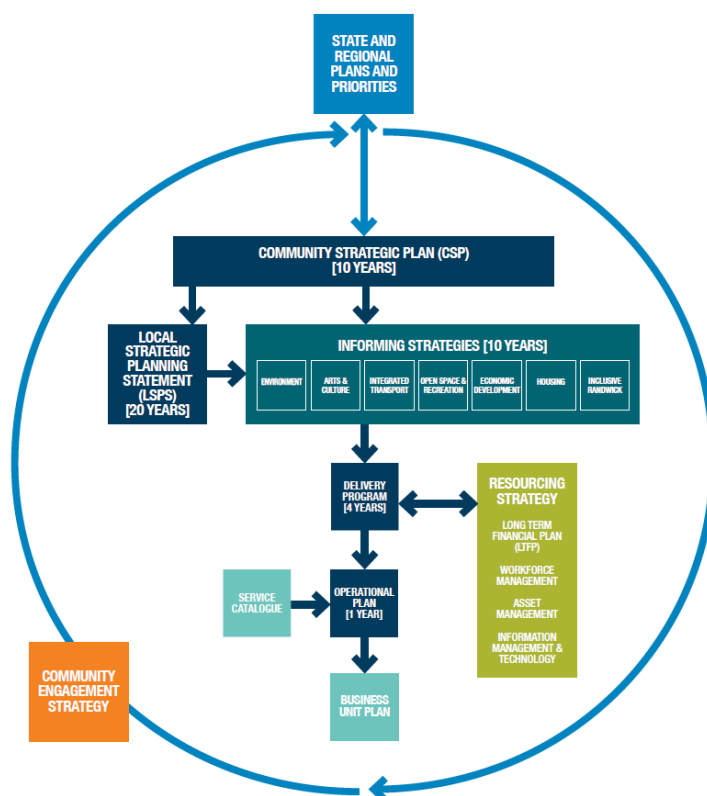 STATE AND
REGIONAL
PLANS AND
PRIORITIES
COMMUNITY STRATEGIC PLAN (CSP)
[10 YEARS]
LOCAL
STRATEGIC
PLANNING
STATEMENT
(LSPS)
[20 YEARS]
INFORMING STRATEGIES [10 YEARS]
ENVIRONMENT
ARTS &
CULTURE
INTEGRATED
TRANSPORT
OPEN SPACE &
RECREATION
ECONOMIC
DEVELOPMENT
HOUSING
INCLUSIVE
RANDWICK
DELIVERY
PROGRAM
[4 YEARS]
RESOURCING
STRATEGY
LONG TERM
FINANCIAL PLAN
(LTFP)
WORKFORCE
MANAGEMENT
ASSET
MANAGEMENT
INFORMATION
MANAGEMENT &
TECHNOLOGY
SERVICE
CATALOGUE
OPERATIONAL
PLAN
[1 YEAR]
COMMUNITY
ENGAGEMENT
STRATEGY
BUSINESS
UNIT PLAN